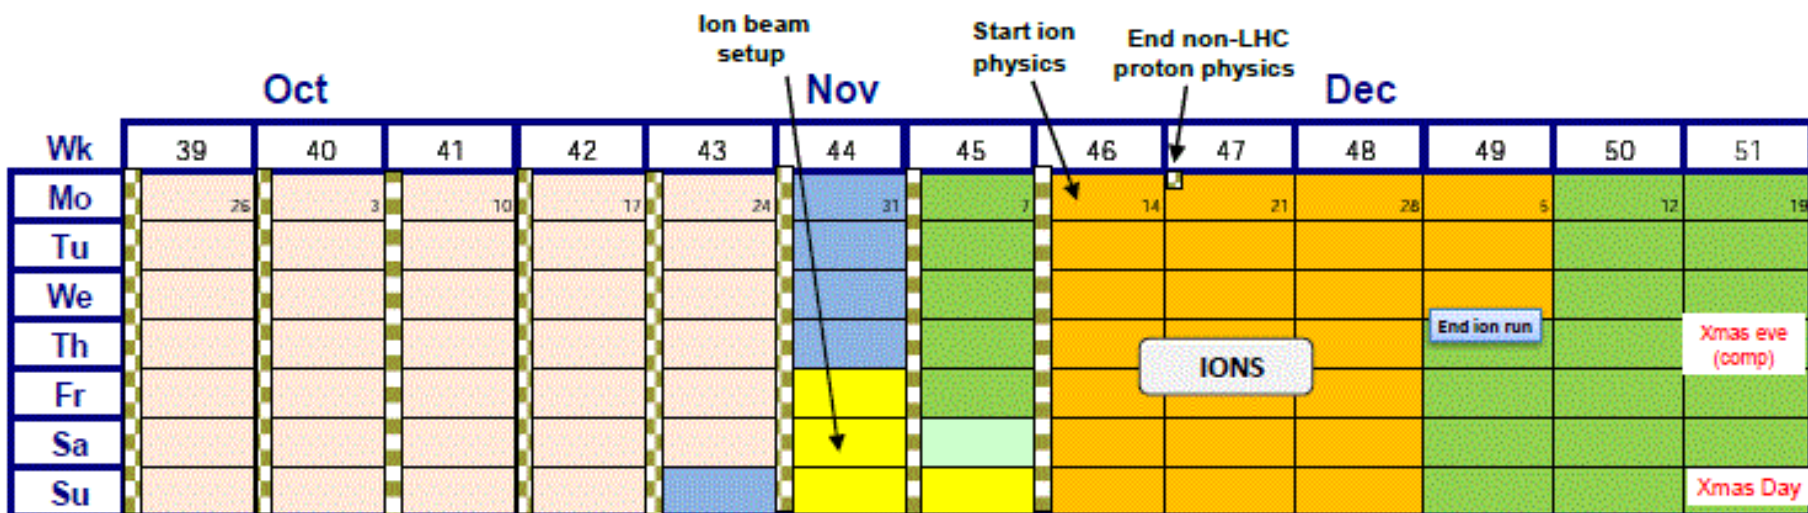 Ion beam
setup
Start ion
physics
End non-LHC
proton physics
Oct Nov Dec
Wk 39 40 41 42 43 44 45 46 47 48 49 50 51
Mo 26 3 10 17 24 31 7 14 21 28 5 12 19
Tu
We
Th
End ion run
Xmas eve
(comp)
IONS
Fr
Sa
Su Xmas Day